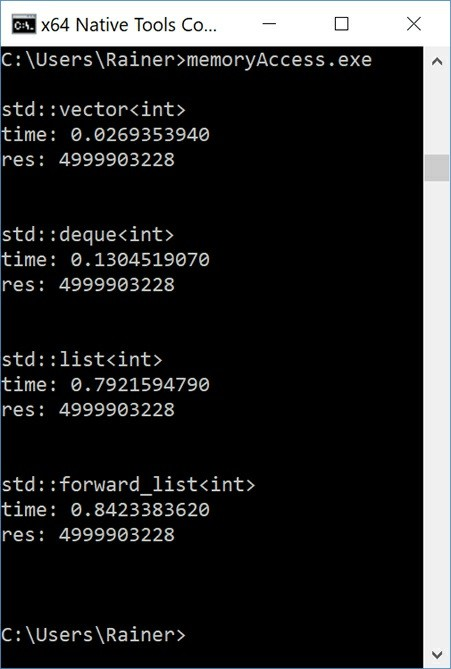 x64 Native Tools Co...
C:\Users\Rainer>memoryAccess.exe
std::vector<int>
time: 0.0269353940
res: 4999903228
std::deque<int>
time: 0.1304519070
res: 4999903228
std::list<int>
time: 0.7921594790
res: 4999903228
std::forward_list<int>
time: 0.8423383620
res: 4999903228
C:\Users\Rainer>